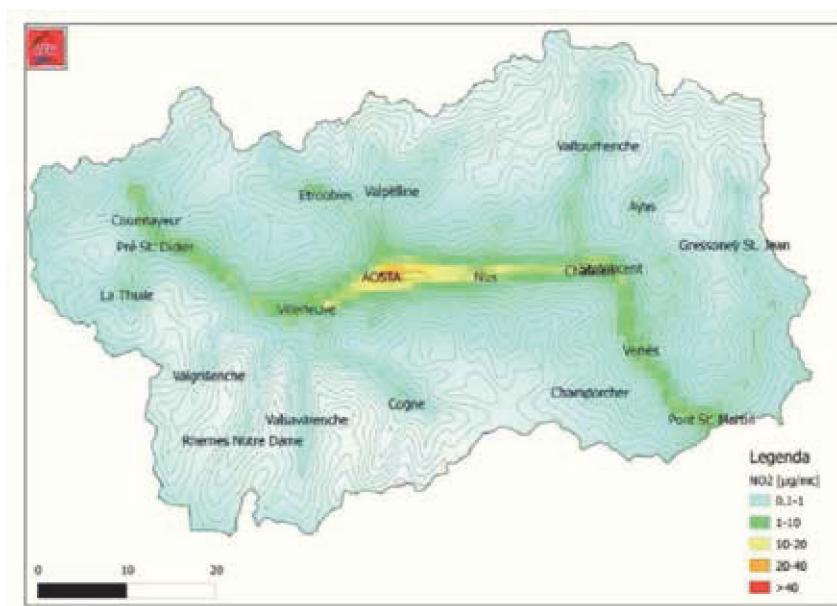 Valtournenche
Etroubles
Valpelline
Ayas
Courmayeur
Pré St. Didier
Gressoney St. Jean
AOSTA
Nus
La Thuile
Villeneuve
Verrès
Valgrisenche
Cogne
Champorcher
Valsavarenche
Pont St. Martin
Rhemes Notre Dame
Legenda
NO2 [µg/mc]
0.1-1
1-10
10-20
20-40
>40
0 10 20